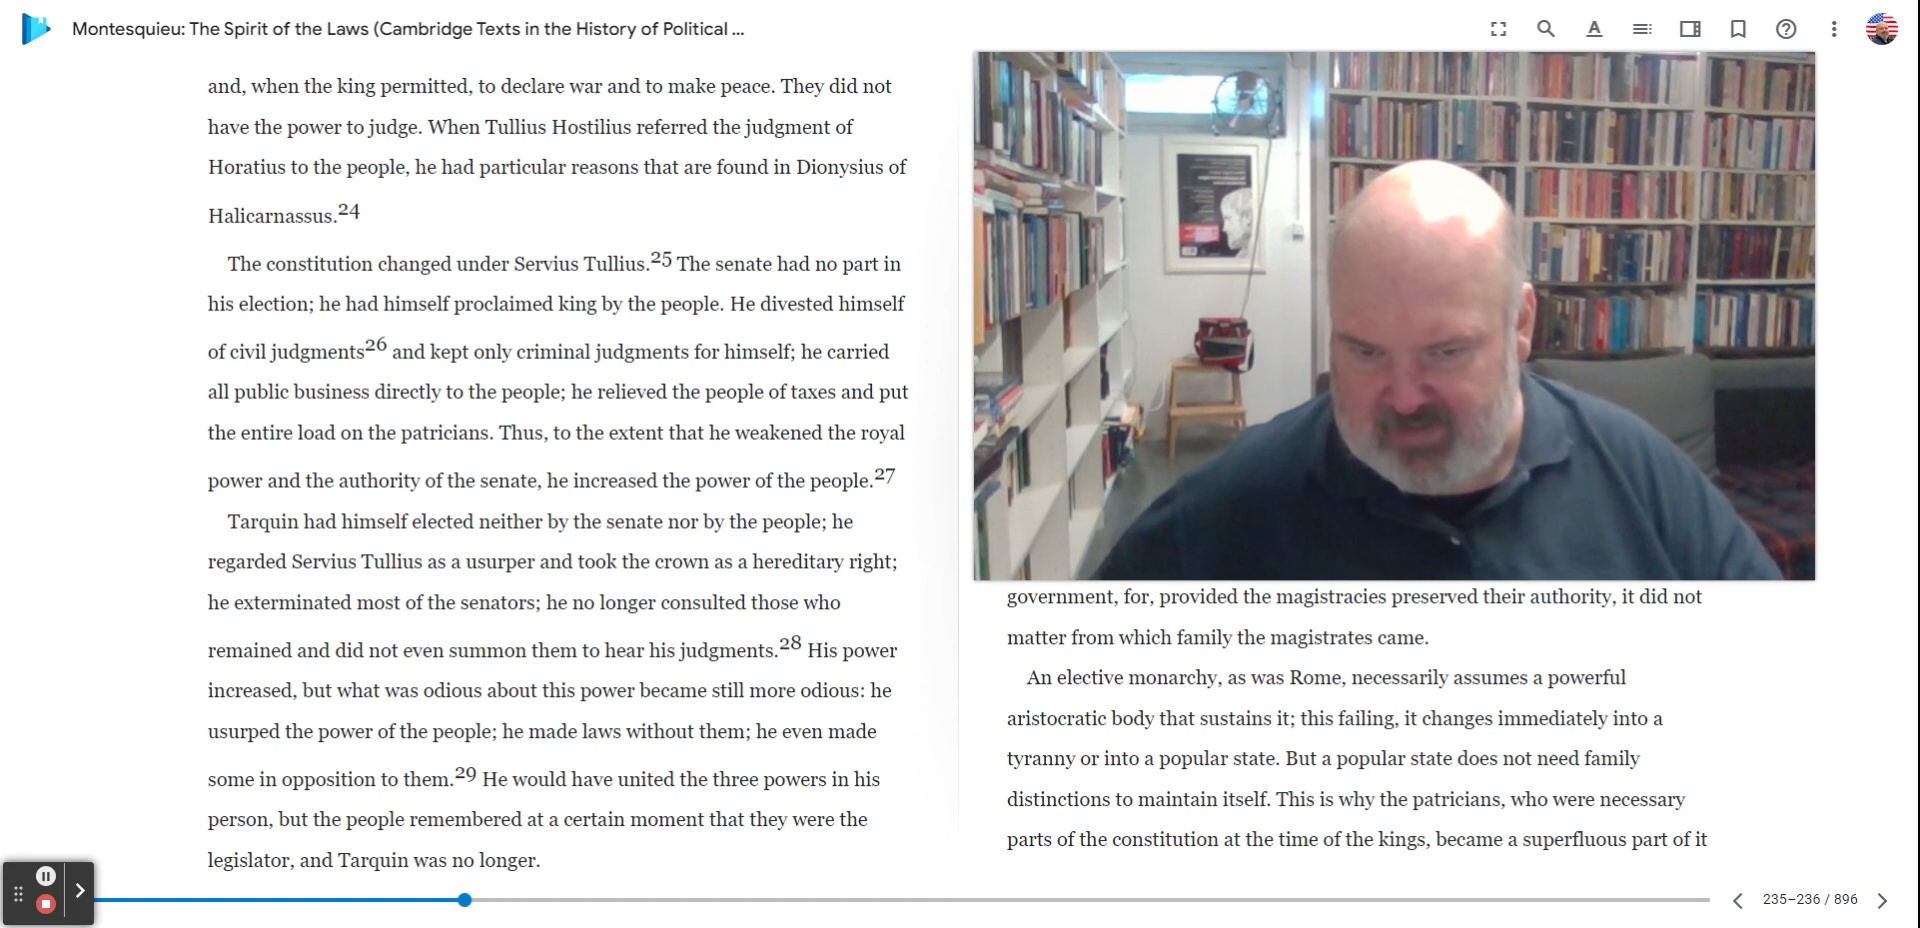 Montesquieu: The Spirit of the Laws (Cambridge Texts in the History of Political ...
and, when the king permitted, to declare war and to make peace. They did not
have the power to judge. When Tullius Hostilius referred the judgment of
Horatius to the people, he had particular reasons that are found in Dionysius of
Halicarnassus.24
The constitution changed under Servius Tullius.25 The senate had no part in
his election; he had himself proclaimed king by the people. He divested himself
of civil judgments26 and kept only criminal judgments for himself; he carried
all public business directly to the people; he relieved the people of taxes and put
the entire load on the patricians. Thus, to the extent that he weakened the royal
power and the authority of the senate, he increased the power of the people.27
Tarquin had himself elected neither by the senate nor by the people; he
regarded Servius Tullius as a usurper and took the crown as a hereditary right;
he exterminated most of the senators; he no longer consulted those who
remained and did not even summon them to hear his judgments.28 His power
increased, but what was odious about this power became still more odious: he
usurped the power of the people; he made laws without them; he even made
some in opposition to them.29 He would have united the three powers in his
person, but the people remembered at a certain moment that they were the
legislator, and Tarquin was no longer.
government, for, provided the magistracies preserved their authority, it did not
matter from which family the magistrates came.
An elective monarchy, as was Rome, necessarily assumes a powerful
aristocratic body that sustains it; this failing, it changes immediately into a
tyranny or into a popular state. But a popular state does not need family
distinctions to maintain itself. This is why the patricians, who were necessary
parts of the constitution at the time of the kings, became a superfluous part of it
235–236 / 896